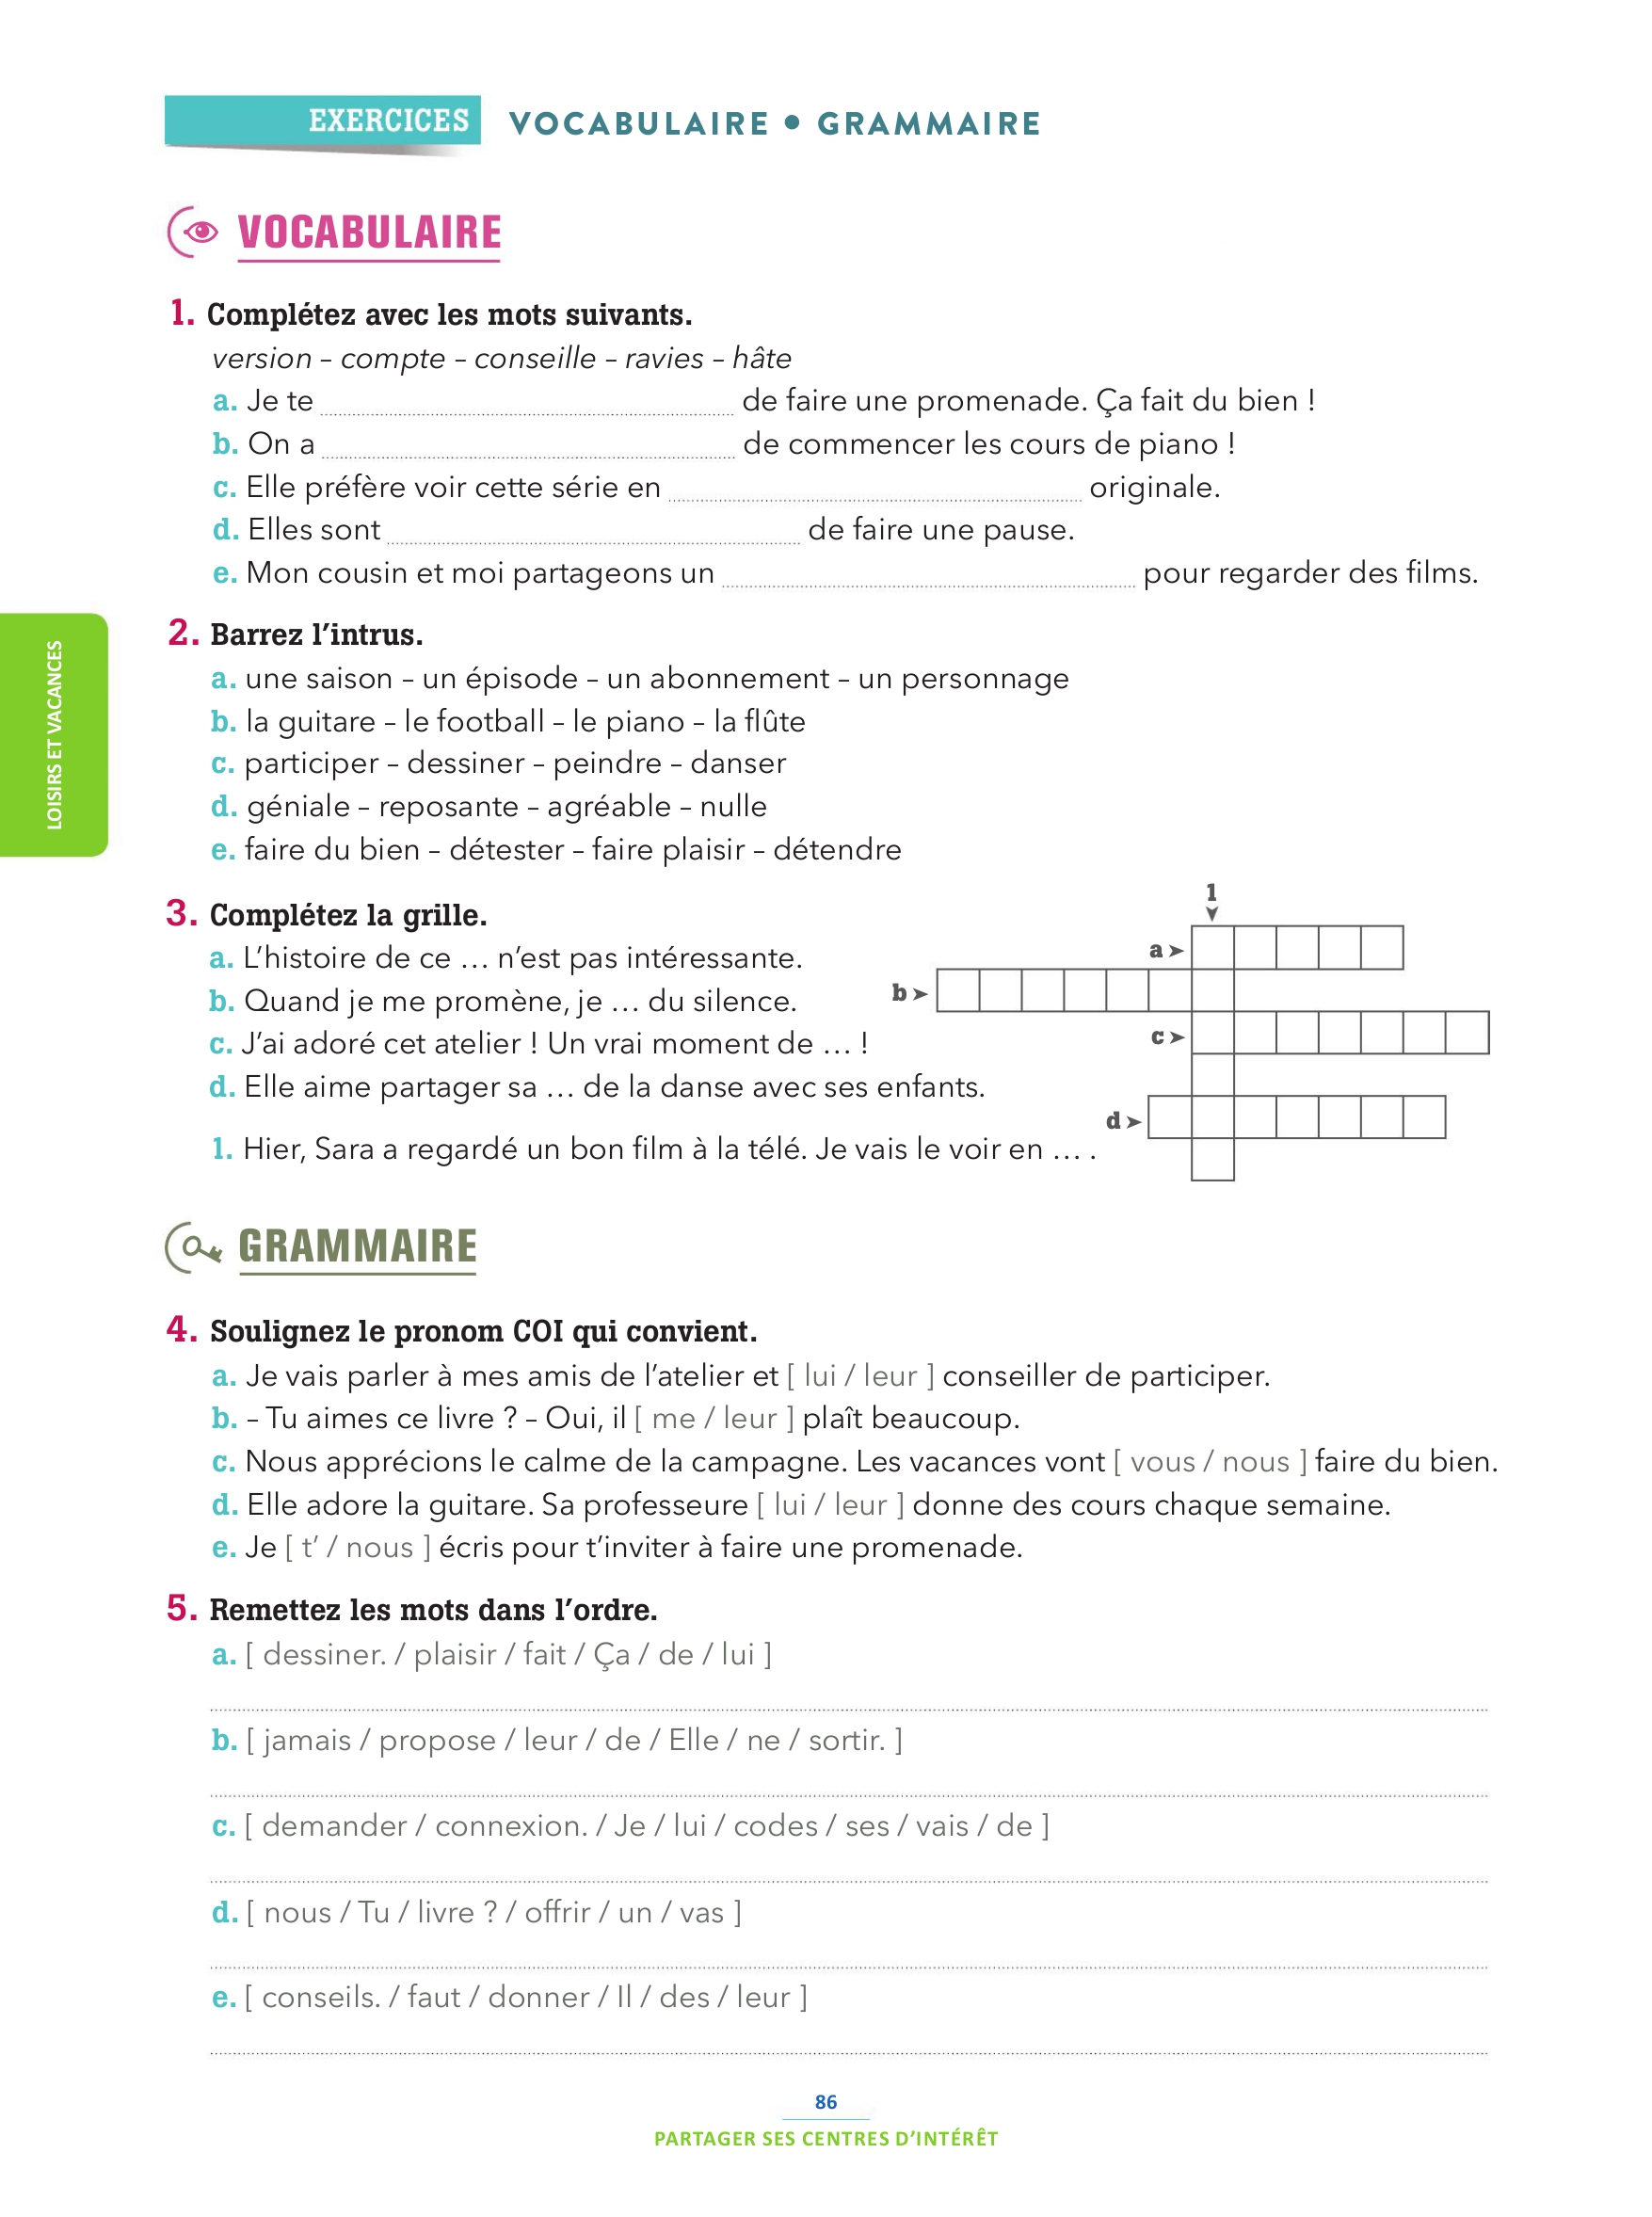 EXERCICES VOCABULAIRE • GRAMMAIRE
VOCABULAIRE
1. Complétez avec les mots suivants.
version – compte – conseille – ravies – hâte
a. Je te ........ de faire une promenade. Ça fait du bien !
b. On a ........ de commencer les cours de piano !
c. Elle préfère voir cette série en ........ originale.
d. Elles sont ........ de faire une pause.
e. Mon cousin et moi partageons un ........ pour regarder des films.
LOISIRS ET VACANCES
2. Barrez l’intrus.
a. une saison – un épisode – un abonnement – un personnage
b. la guitare – le football – le piano – la flûte
c. participer – dessiner – peindre – danser
d. géniale – reposante – agréable – nulle
e. faire du bien – détester – faire plaisir – détendre
3. Complétez la grille.
a. L’histoire de ce … n’est pas intéressante.
b. Quand je me promène, je … du silence.
c. J’ai adoré cet atelier ! Un vrai moment de … !
d. Elle aime partager sa … de la danse avec ses enfants.
1. Hier, Sara a regardé un bon film à la télé. Je vais le voir en … .
1
a
b
c
d
GRAMMAIRE
4. Soulignez le pronom COI qui convient.
a. Je vais parler à mes amis de l’atelier et [ lui / leur ] conseiller de participer.
b. – Tu aimes ce livre ? – Oui, il [ me / leur ] plaît beaucoup.
c. Nous apprécions le calme de la campagne. Les vacances vont [ vous / nous ] faire du bien.
d. Elle adore la guitare. Sa professeure [ lui / leur ] donne des cours chaque semaine.
e. Je [ t’ / nous ] écris pour t’inviter à faire une promenade.
5. Remettez les mots dans l’ordre.
a. [ dessiner. / plaisir / fait / Ça / de / lui ]
b. [ jamais / propose / leur / de / Elle / ne / sortir. ]
c. [ demander / connexion. / Je / lui / codes / ses / vais / de ]
d. [ nous / Tu / livre ? / offrir / un / vas ]
e. [ conseils. / faut / donner / Il / des / leur ]
86
PARTAGER SES CENTRES D’INTÉRÊT